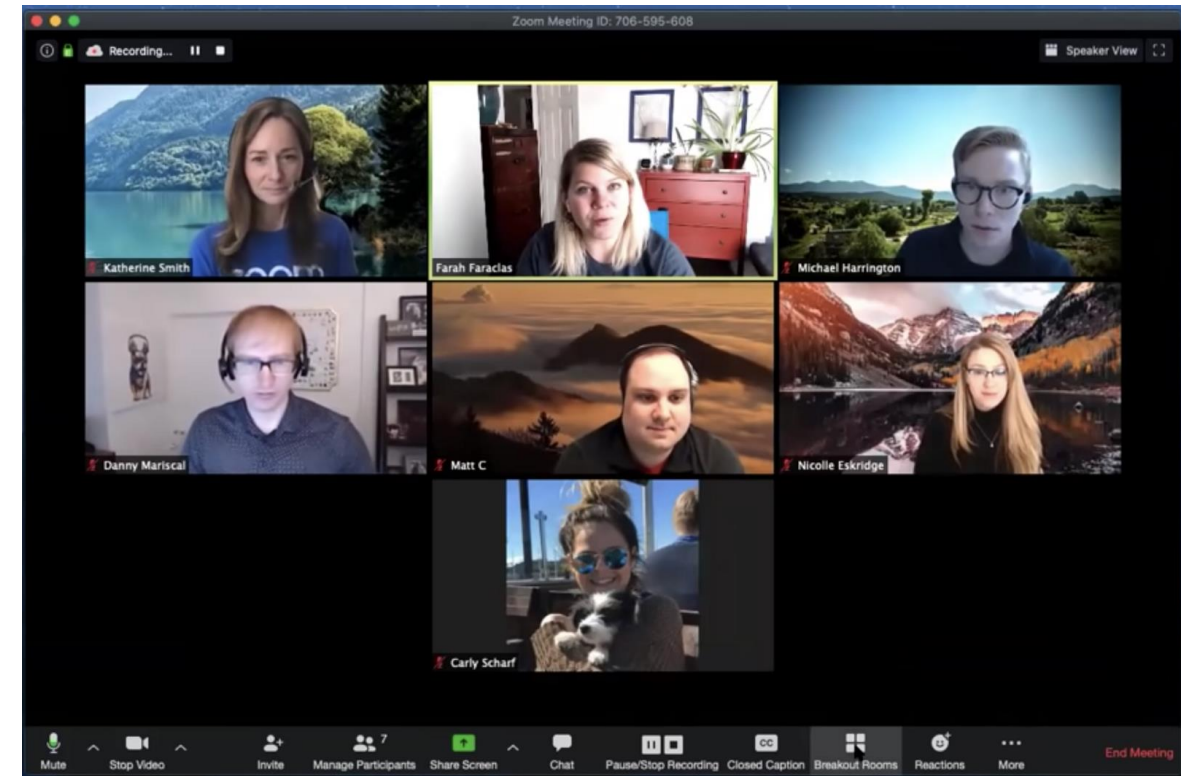 Zoom Meeting ID: 706-595-608
Recording...
Speaker View
Katherine Smith
Farah Faraclas
Michael Harrington
zoom
Danny Mariscal
Matt C
Nicolle Eskridge
Carly Scharf
7
CC
Mute
Stop Video
Invite
Manage Participants
Share Screen
Chat
Pause/Stop Recording
Closed Caption
Breakout Rooms
Reactions
More
End Meeting